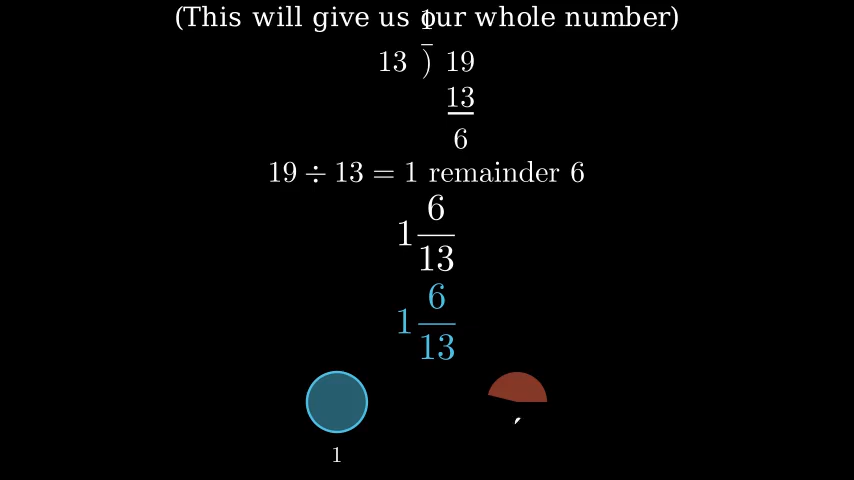 (This will give us our whole number)
1
13 ) 19
13
6
19 ÷ 13 = 1 remainder 6
1 6/13
1 6/13
1